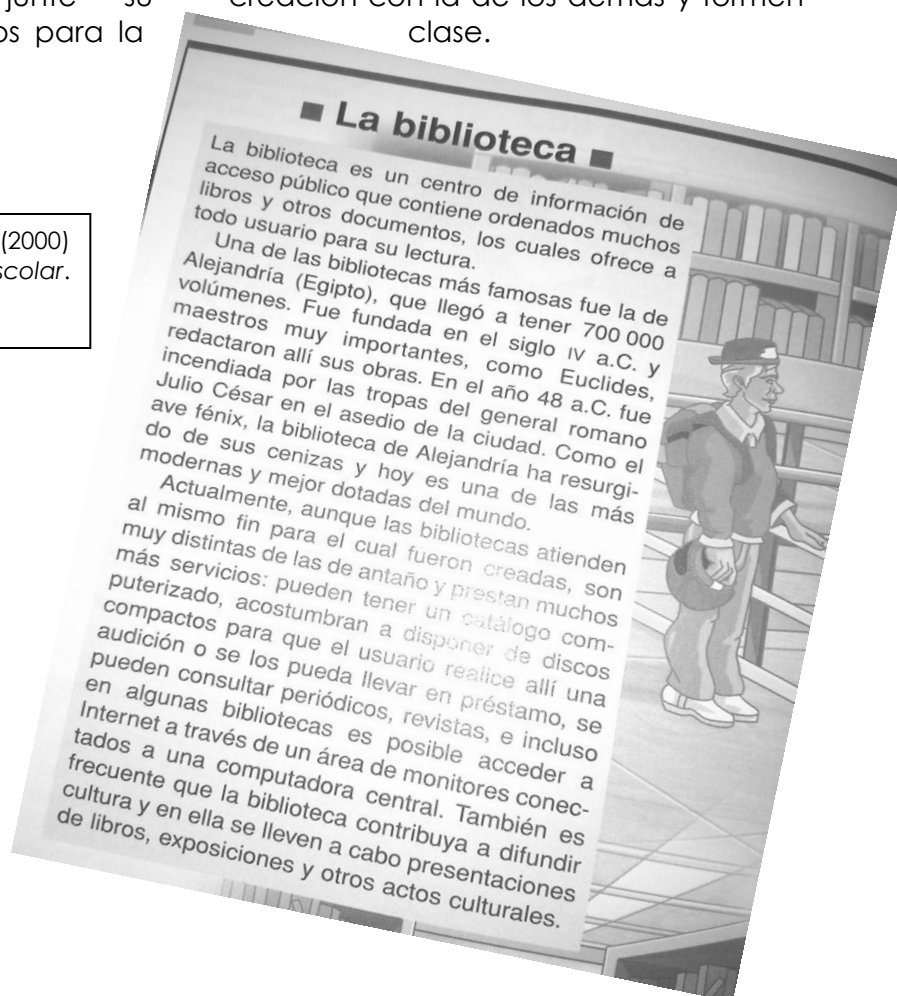 junte su creación con la de los demás y formen
os para la clase.
(2000)
scolar.
La biblioteca
La biblioteca es un centro de información de
acceso público que contiene ordenados muchos
libros y otros documentos, los cuales ofrece a
todo usuario para su lectura.
Una de las bibliotecas más famosas fue la de
Alejandría (Egipto), que llegó a tener 700 000
volúmenes. Fue fundada en el siglo IV a.C. y
maestros muy importantes, como Euclides,
redactaron allí sus obras. En el año 48 a.C. fue
incendiada por las tropas del general romano
Julio César en el asedio de la ciudad. Como el
ave fénix, la biblioteca de Alejandría ha resurgi-
do de sus cenizas y hoy es una de las más
modernas y mejor dotadas del mundo.
Actualmente, aunque las bibliotecas atienden
al mismo fin para el cual fueron creadas, son
muy distintas de las de antaño y prestan muchos
más servicios: pueden tener un catálogo com-
puterizado, acostumbran a disponer de discos
compactos para que el usuario realice allí una
audición o se los pueda llevar en préstamo, se
pueden consultar periódicos, revistas, e incluso
en algunas bibliotecas es posible acceder a
Internet a través de un área de monitores conec-
tados a una computadora central. También es
frecuente que la biblioteca contribuya a difundir
cultura y en ella se lleven a cabo presentaciones
de libros, exposiciones y otros actos culturales.